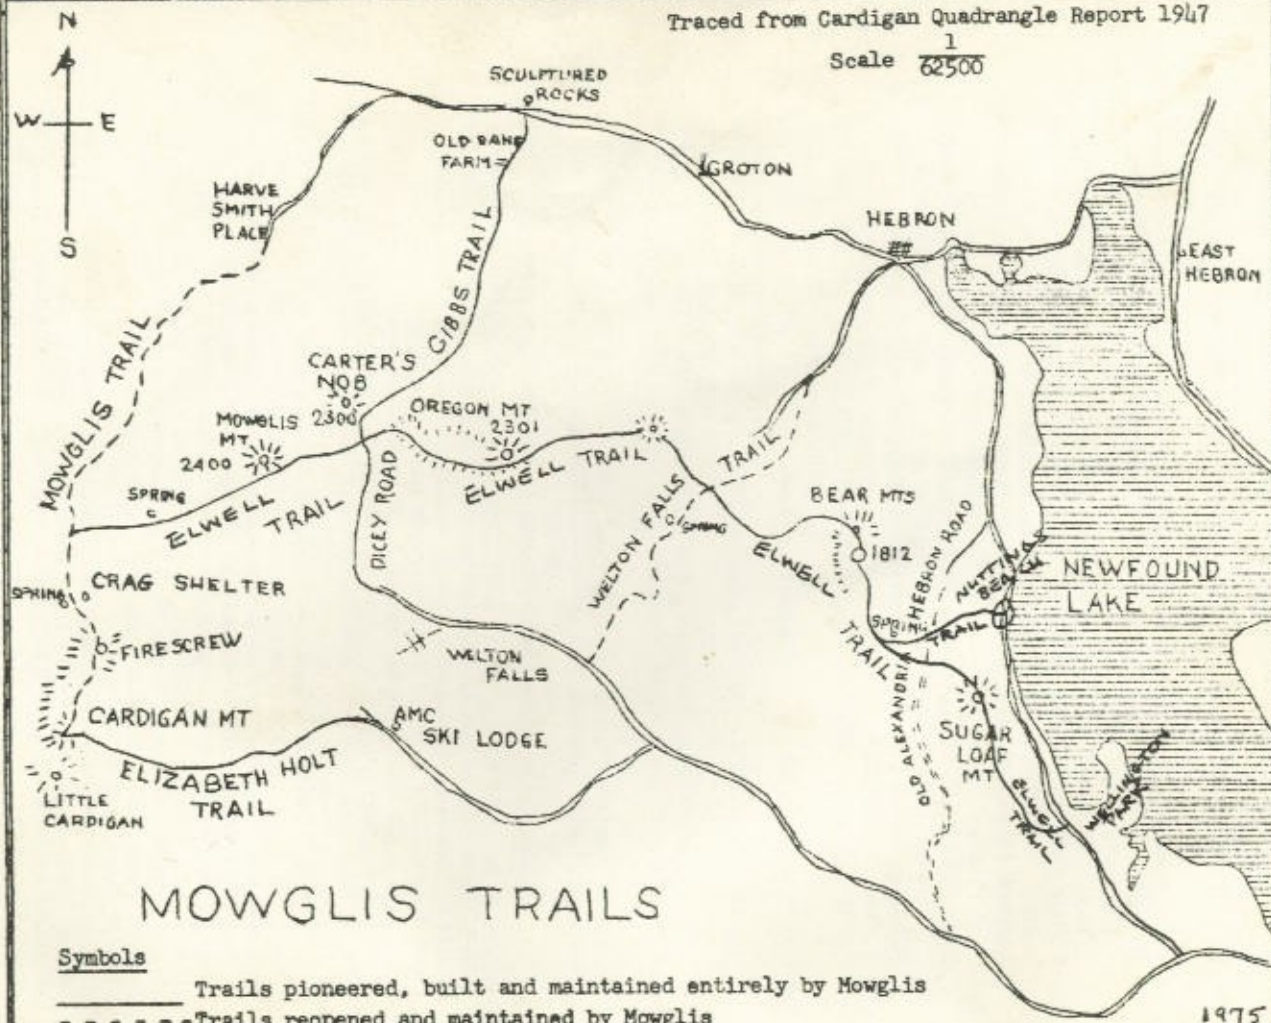 Traced from Cardigan Quadrangle Report 1947
Scale 1/62500
N
W
E
S
SCULPTURED
ROCKS
OLD DANE
FARM
GROTON
HARVE
SMITH
PLACE
HEBRON
EAST
HEBRON
GIBBS TRAIL
MOWGLIS TRAIL
CARTER'S
NOB
2300
MOWGLIS
MT
2400
OREGON MT
2301
SPRING
ELWELL
TRAIL
ELWELL TRAIL
DICEY ROAD
WELTON FALLS
TRAIL
SPRING
BEAR MTS
1812
HEBRON ROAD
NUTTINGS
BEACH
TRAIL
NEWFOUND
LAKE
ELWELL
TRAIL
SPRING
SPRING
CRAG SHELTER
FIRESCREW
WELTON
FALLS
CARDIGAN MT
AMC
SKI LODGE
ELIZABETH HOLT
TRAIL
LITTLE
CARDIGAN
OLD ALEXANDRIA
SUGAR
LOAF
MT
ELWELL
TRAIL
WELLINGTON
PARK
MOWGLIS TRAILS
Symbols
Trails pioneered, built and maintained entirely by Mowglis
Trails reopened and maintained by Mowglis
1975